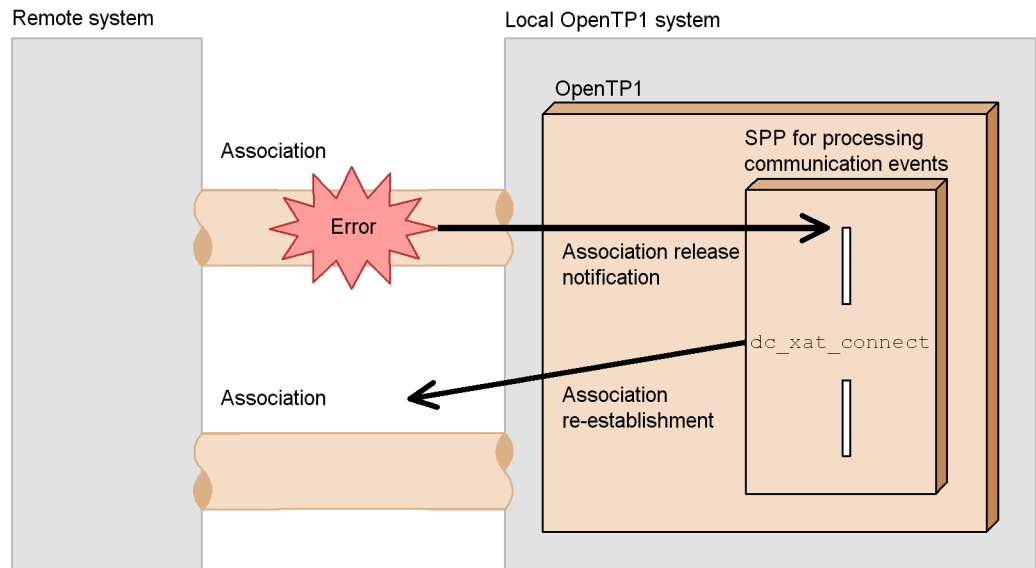 Remote system
Local OpenTP1 system
OpenTP1
SPP for processing
communication events
Association
Error
Association release
notification
dc_xat_connect
Association
Association
re-establishment